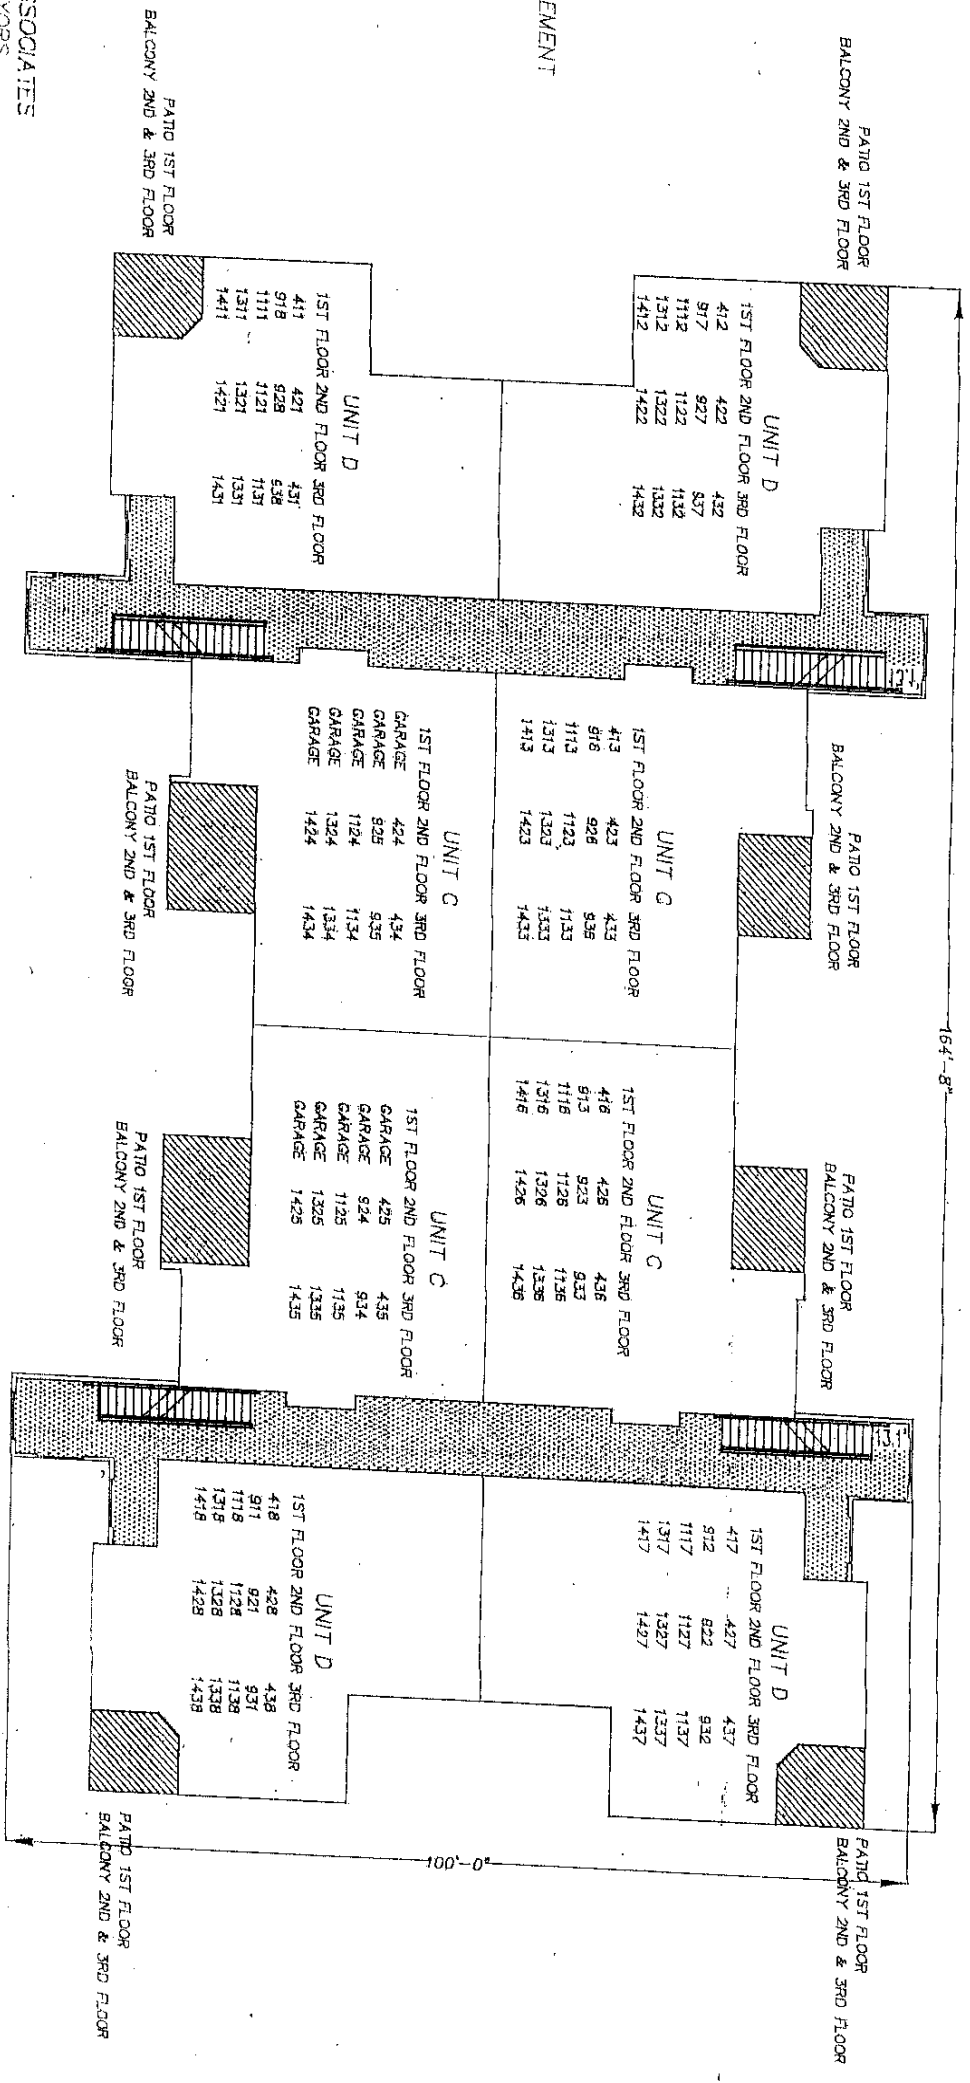 164'-8"
PATIO 1ST FLOOR
BALCONY 2ND & 3RD FLOOR
PATIO 1ST FLOOR
BALCONY 2ND & 3RD FLOOR
PATIO 1ST FLOOR
BALCONY 2ND & 3RD FLOOR
PATIO 1ST FLOOR
BALCONY 2ND & 3RD FLOOR
UNIT D
1ST FLOOR 2ND FLOOR 3RD FLOOR
412 422 432
917 927 937
1112 1122 1132
1312 1322 1332
1412 1422 1432
UNIT C
1ST FLOOR 2ND FLOOR 3RD FLOOR
413 423 433
916 926 936
1113 1123 1133
1313 1323 1333
1413 1423 1433
UNIT C
1ST FLOOR 2ND FLOOR 3RD FLOOR
416 426 436
913 923 933
1116 1126 1136
1316 1326 1336
1416 1426 1436
UNIT D
1ST FLOOR 2ND FLOOR 3RD FLOOR
417 427 437
912 922 932
1117 1127 1137
1317 1327 1337
1417 1427 1437
EMENT
100'-0"
UNIT D
1ST FLOOR 2ND FLOOR 3RD FLOOR
411 421 431
918 928 938
1111 1121 1131
1311 1321 1331
1411 1421 1431
UNIT C
1ST FLOOR 2ND FLOOR 3RD FLOOR
GARAGE 424 434
GARAGE 925 935
GARAGE 1124 1134
GARAGE 1324 1334
GARAGE 1424 1434
UNIT C
1ST FLOOR 2ND FLOOR 3RD FLOOR
GARAGE 425 435
GARAGE 924 934
GARAGE 1125 1135
GARAGE 1325 1335
GARAGE 1425 1435
UNIT D
1ST FLOOR 2ND FLOOR 3RD FLOOR
418 428 438
911 921 931
1118 1128 1138
1318 1328 1338
1418 1428 1438
PATIO 1ST FLOOR
BALCONY 2ND & 3RD FLOOR
PATIO 1ST FLOOR
BALCONY 2ND & 3RD FLOOR
PATIO 1ST FLOOR
BALCONY 2ND & 3RD FLOOR
PATIO 1ST FLOOR
BALCONY 2ND & 3RD FLOOR
SSOCIATES
YORS